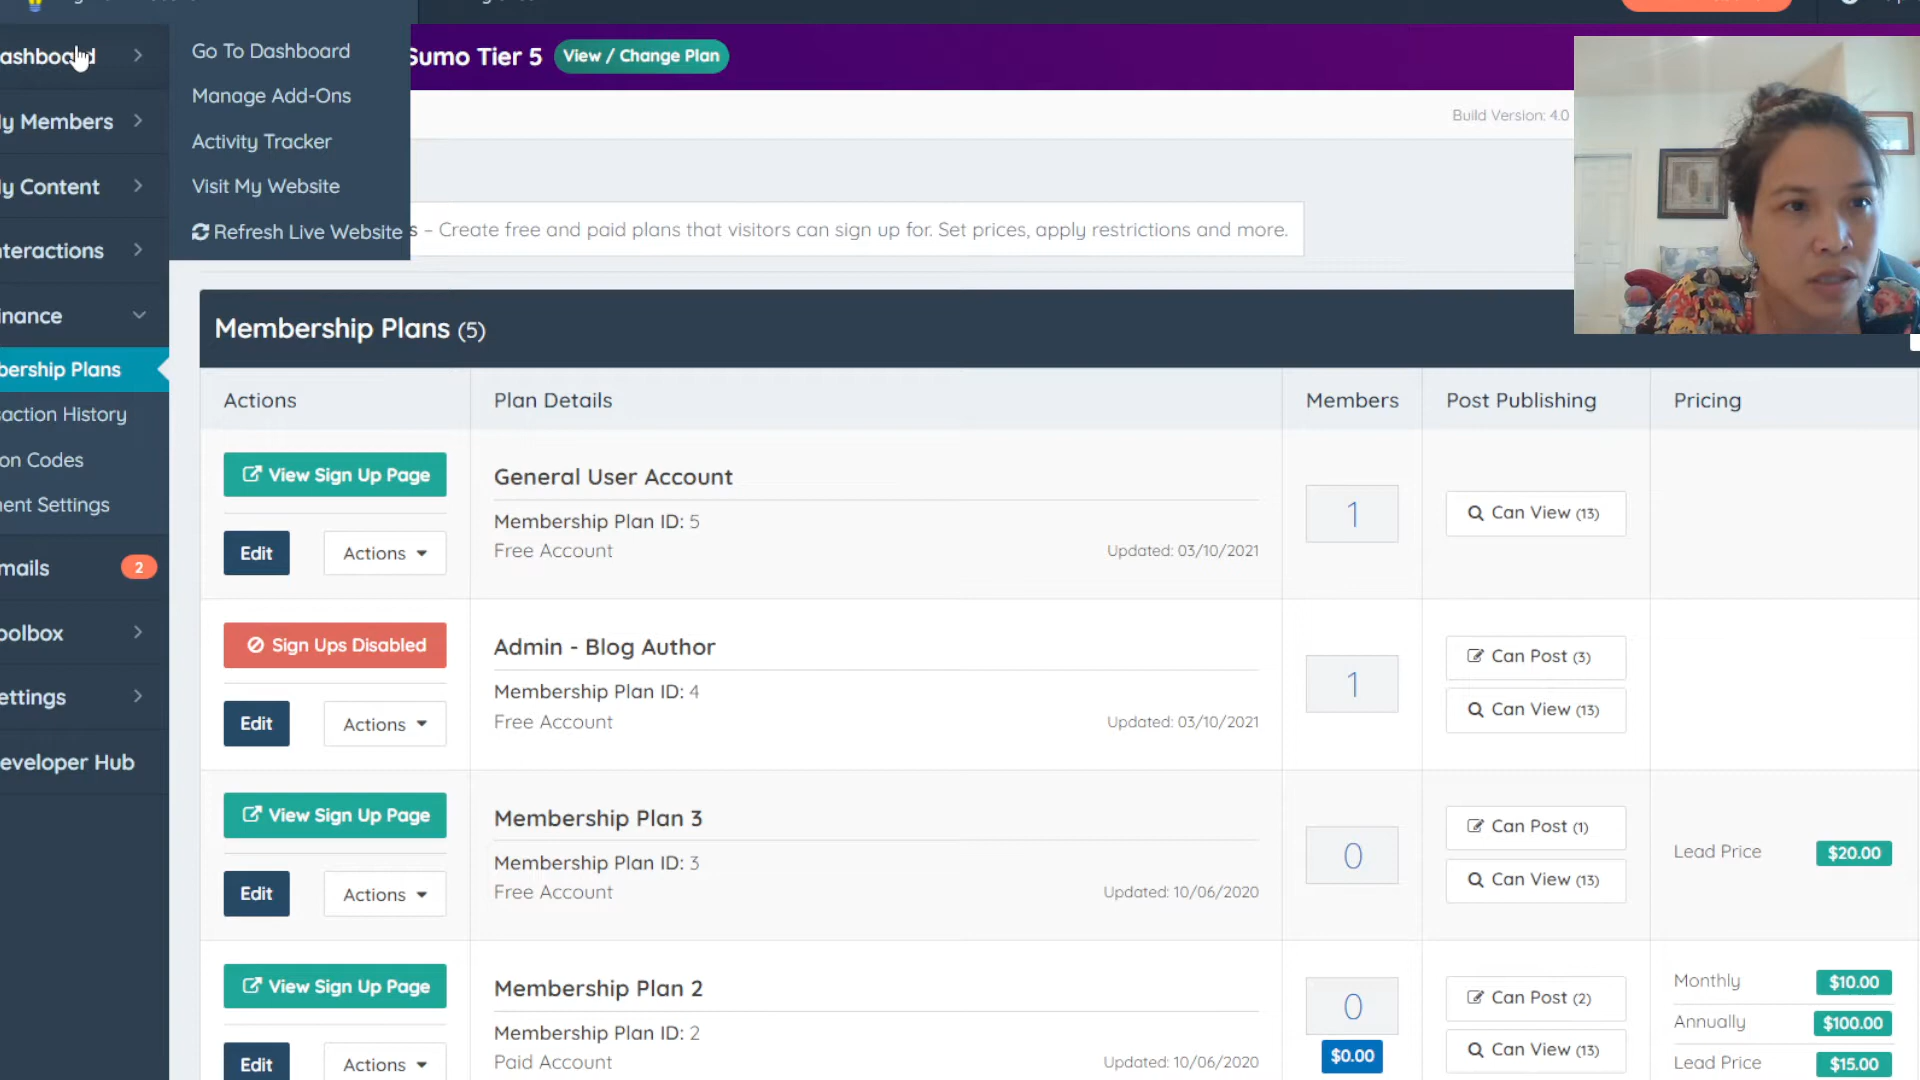 ashboard
Go To Dashboard
Manage Add-Ons
Activity Tracker
Visit My Website
Refresh Live Website
y Members
y Content
nteractions
inance
bership Plans
saction History
on Codes
ent Settings
mails
2
oolbox
ettings
eveloper Hub
Sumo Tier 5
View / Change Plan
Build Version: 4.0
s – Create free and paid plans that visitors can sign up for. Set prices, apply restrictions and more.
Membership Plans (5)
Actions Plan Details Members Post Publishing Pricing
View Sign Up Page
Edit Actions
General User Account
Membership Plan ID: 5
Free Account Updated: 03/10/2021
1
Can View (13)
Sign Ups Disabled
Edit Actions
Admin - Blog Author
Membership Plan ID: 4
Free Account Updated: 03/10/2021
1
Can Post (3)
Can View (13)
View Sign Up Page
Edit Actions
Membership Plan 3
Membership Plan ID: 3
Free Account Updated: 10/06/2020
0
Can Post (1)
Can View (13)
Lead Price $20.00
View Sign Up Page
Edit Actions
Membership Plan 2
Membership Plan ID: 2
Paid Account Updated: 10/06/2020
0
$0.00
Can Post (2)
Can View (13)
Monthly $10.00
Annually $100.00
Lead Price $15.00